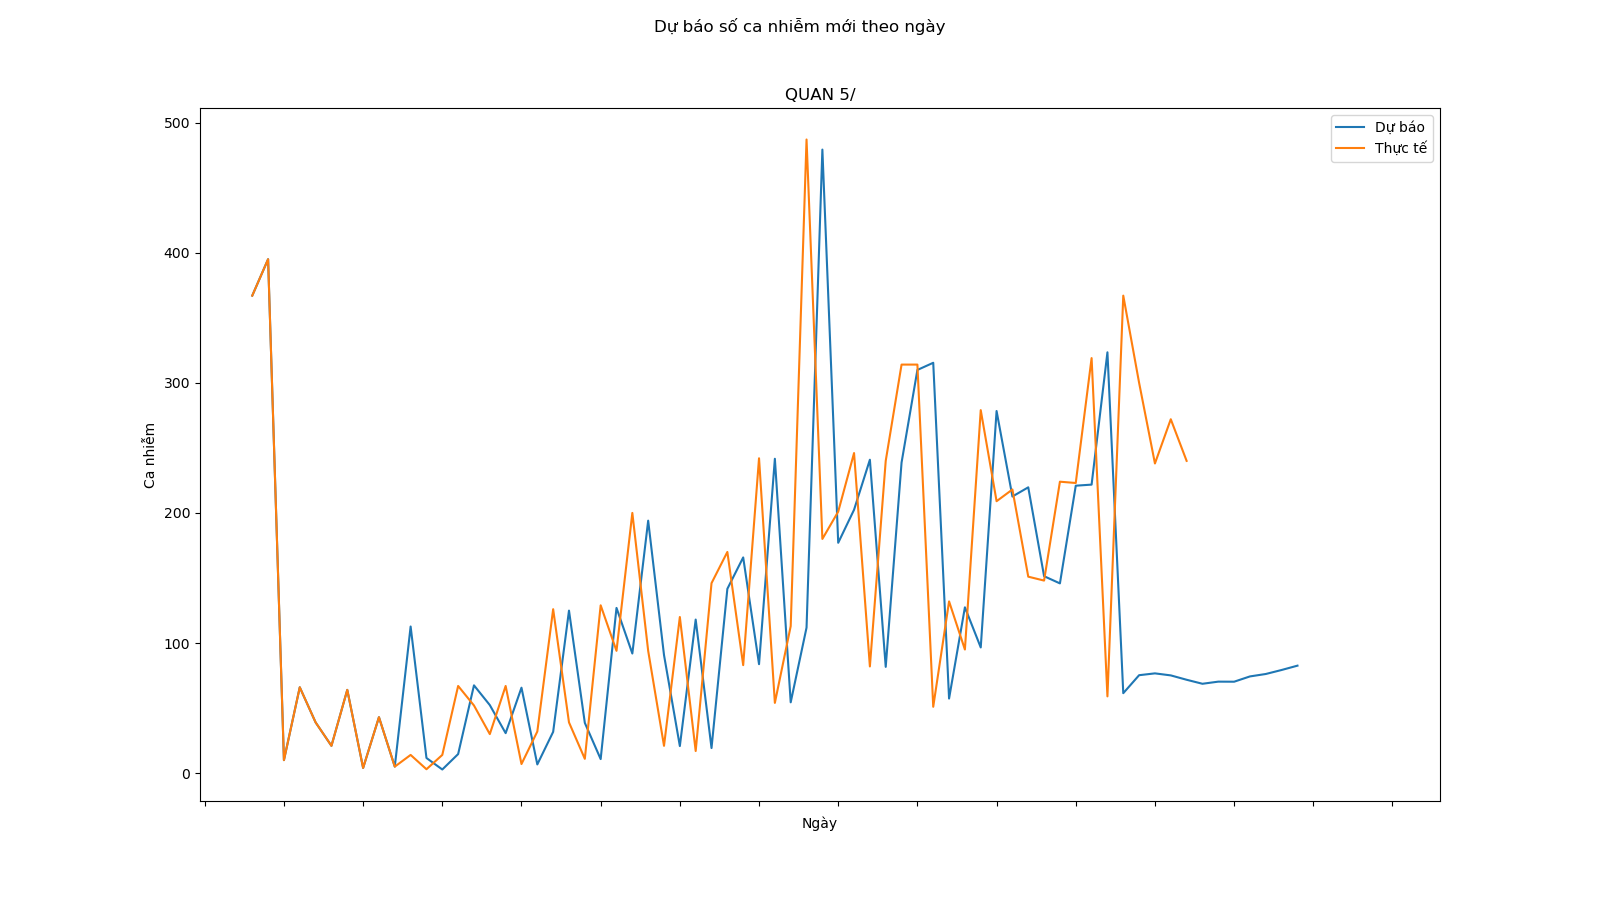 Dự báo số ca nhiễm mới theo ngày
QUAN 5/
Dự báo
Thực tế
500
400
300
200
100
0
Ca nhiễm
Ngày